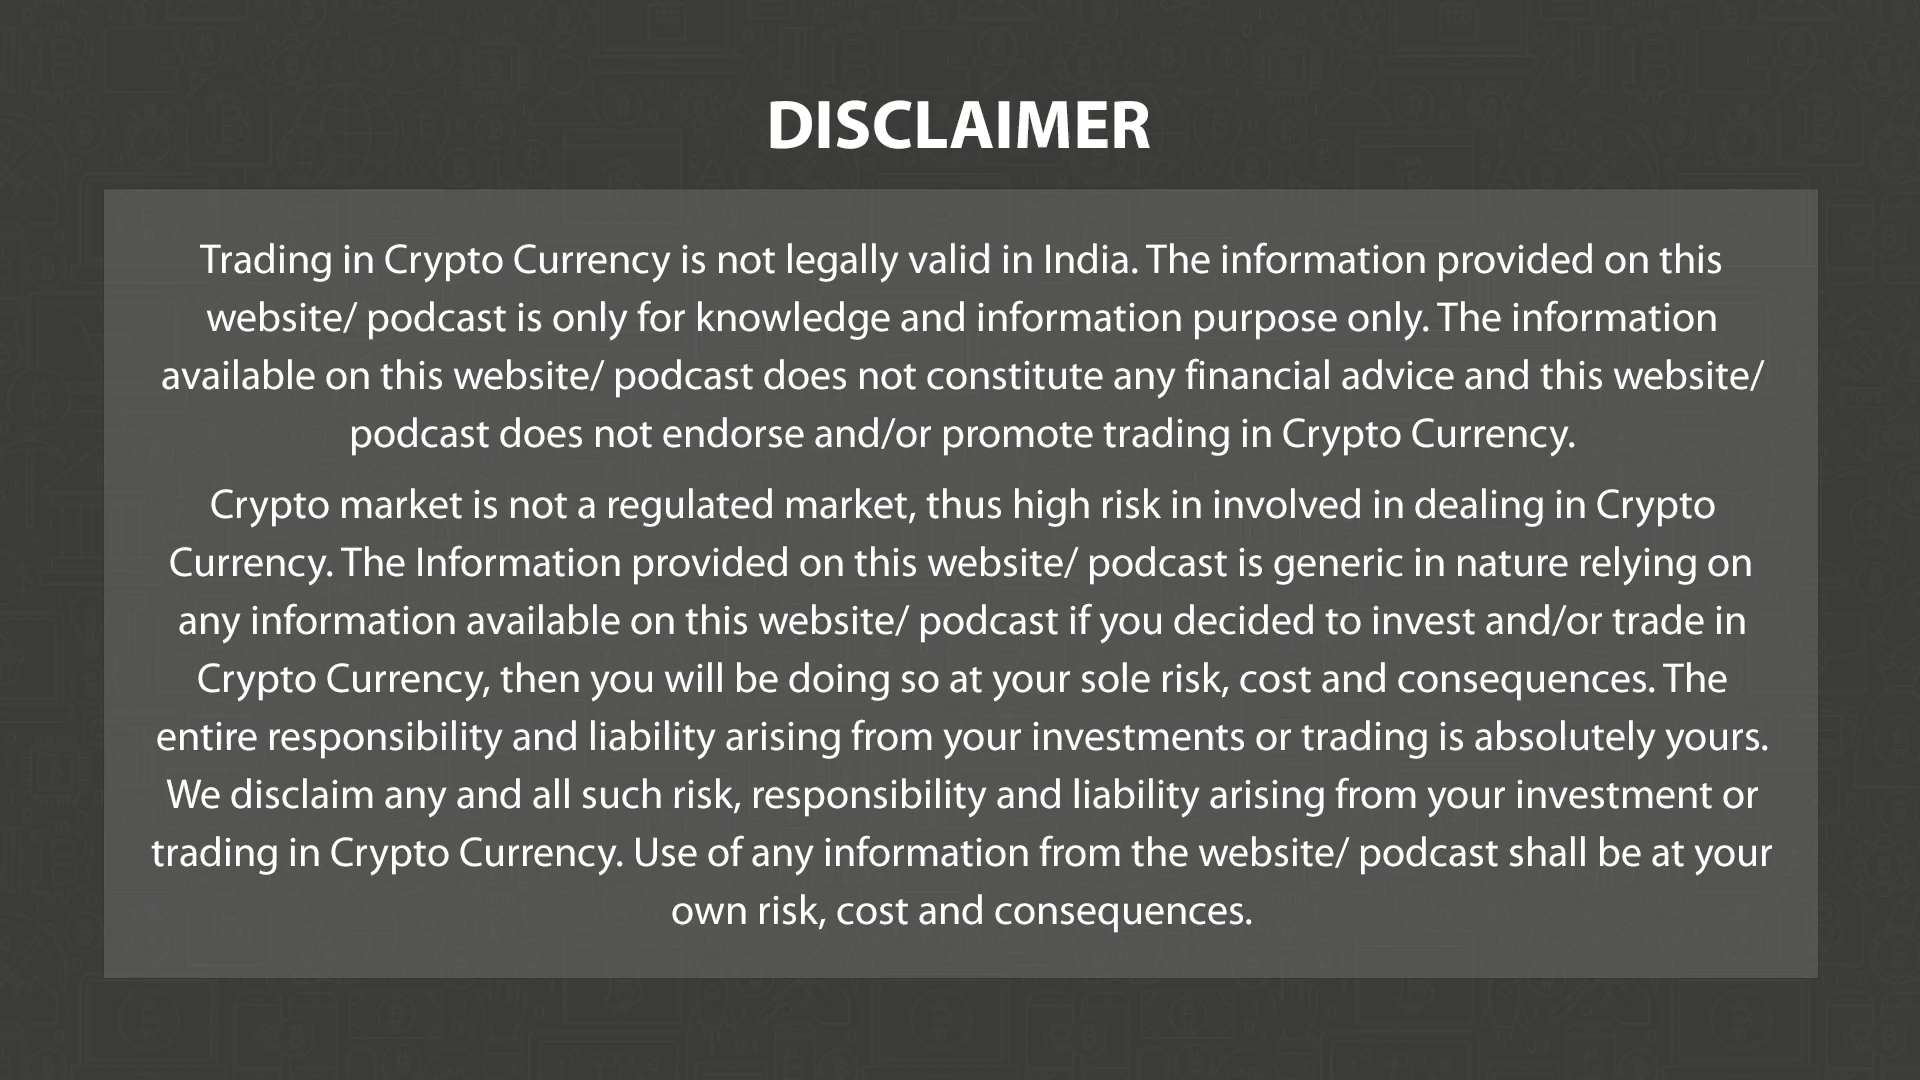 DISCLAIMER
Trading in Crypto Currency is not legally valid in India. The information provided on this
website/ podcast is only for knowledge and information purpose only. The information
available on this website/ podcast does not constitute any financial advice and this website/
podcast does not endorse and/or promote trading in Crypto Currency.
Crypto market is not a regulated market, thus high risk in involved in dealing in Crypto
Currency. The Information provided on this website/ podcast is generic in nature relying on
any information available on this website/ podcast if you decided to invest and/or trade in
Crypto Currency, then you will be doing so at your sole risk, cost and consequences. The
entire responsibility and liability arising from your investments or trading is absolutely yours.
We disclaim any and all such risk, responsibility and liability arising from your investment or
trading in Crypto Currency. Use of any information from the website/ podcast shall be at your
own risk, cost and consequences.